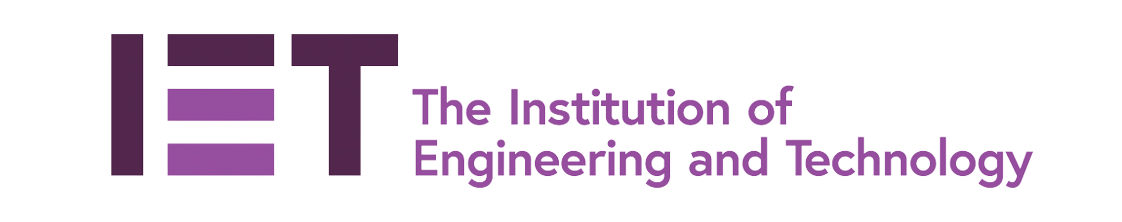 IET
The Institution of
Engineering and Technology